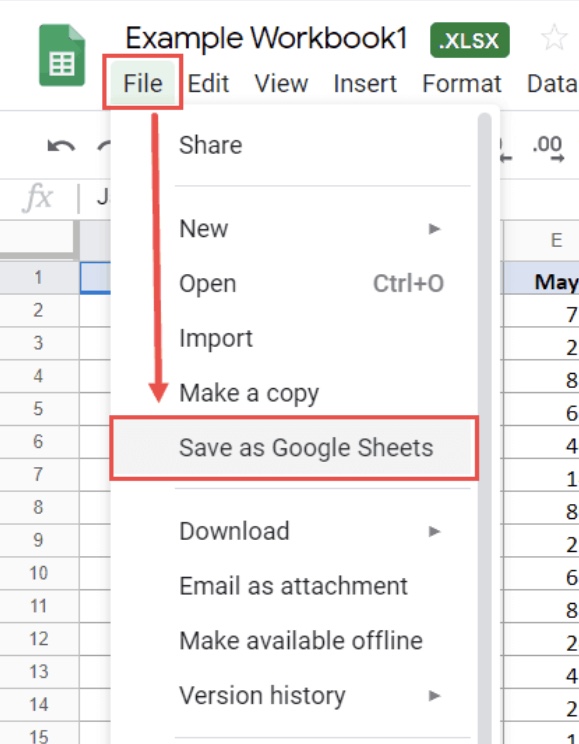 Example Workbook1 .XLSX
File Edit View Insert Format Data
.00
fx
Share
New
Open Ctrl+O
Import
Make a copy
Save as Google Sheets
Download
Email as attachment
Make available offline
Version history
E
1 May
2 7
3 2
4 8
5 6
6 4
7 1
8 8
9 2
10 6
11 8
12 2
13 4
14 2
15 1